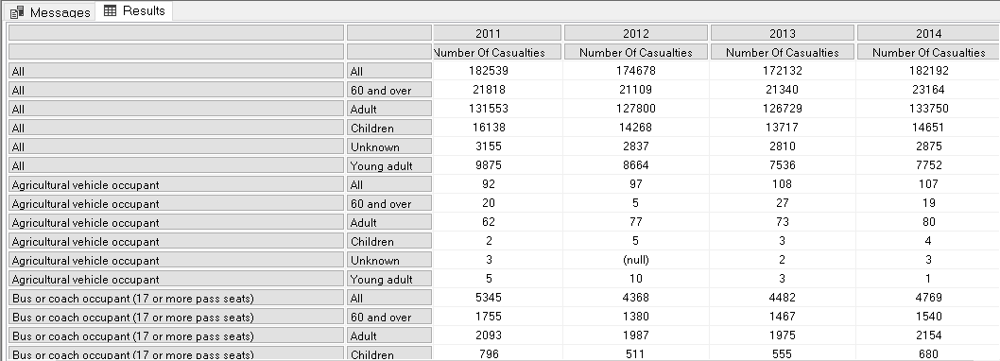 Messages Results
2011 2012 2013 2014
Number Of Casualties Number Of Casualties Number Of Casualties Number Of Casualties
All All 182539 174678 172132 182192
All 60 and over 21818 21109 21340 23164
All Adult 131553 127800 126729 133750
All Children 16138 14268 13717 14651
All Unknown 3155 2837 2810 2875
All Young adult 9875 8664 7536 7752
Agricultural vehicle occupant All 92 97 108 107
Agricultural vehicle occupant 60 and over 20 5 27 19
Agricultural vehicle occupant Adult 62 77 73 80
Agricultural vehicle occupant Children 2 5 3 4
Agricultural vehicle occupant Unknown 3 (null) 2 3
Agricultural vehicle occupant Young adult 5 10 3 1
Bus or coach occupant (17 or more pass seats) All 5345 4368 4482 4769
Bus or coach occupant (17 or more pass seats) 60 and over 1755 1380 1467 1540
Bus or coach occupant (17 or more pass seats) Adult 2093 1987 1975 2154
Bus or coach occupant (17 or more pass seats) Children 796 511 555 680